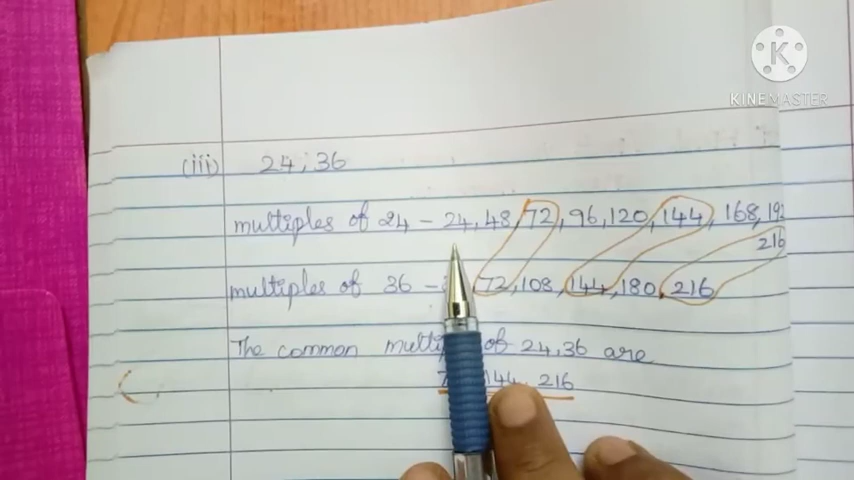 KINEMASTER
(iii) 24, 36
multiples of 24 - 24, 48, 72, 96, 120, 144, 168, 192
216
multiples of 36 - 72, 108, 144, 180, 216
The common of 24, 36 are
144, 216